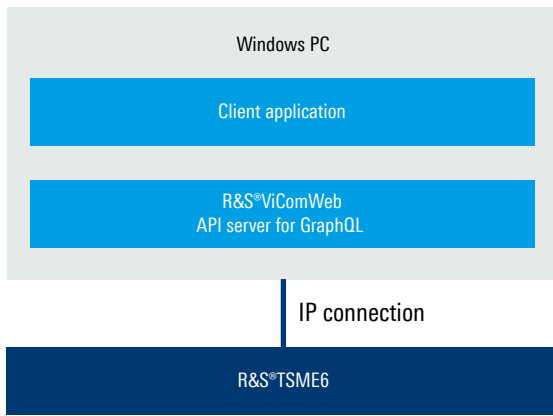 Windows PC
Client application
R&S®ViComWeb
API server for GraphQL
IP connection
R&S®TSME6